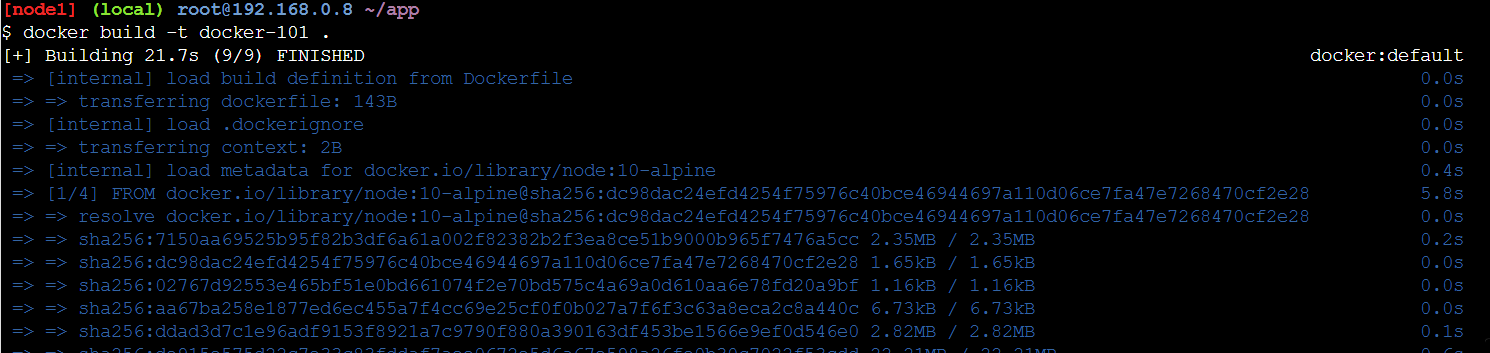 [node1] (local) root@192.168.0.8 ~/app
$ docker build -t docker-101 .
[+] Building 21.7s (9/9) FINISHED docker:default
=> [internal] load build definition from Dockerfile 0.0s
=> => transferring dockerfile: 143B 0.0s
=> [internal] load .dockerignore 0.0s
=> => transferring context: 2B 0.0s
=> [internal] load metadata for docker.io/library/node:10-alpine 0.4s
=> [1/4] FROM docker.io/library/node:10-alpine@sha256:dc98dac24efd4254f75976c40bce46944697a110d06ce7fa47e7268470cf2e28 5.8s
=> => resolve docker.io/library/node:10-alpine@sha256:dc98dac24efd4254f75976c40bce46944697a110d06ce7fa47e7268470cf2e28 0.0s
=> => sha256:7150aa69525b95f82b3df6a61a002f82382b2f3ea8ce51b9000b965f7476a5cc 2.35MB / 2.35MB 0.2s
=> => sha256:dc98dac24efd4254f75976c40bce46944697a110d06ce7fa47e7268470cf2e28 1.65kB / 1.65kB 0.0s
=> => sha256:02767d92553e465bf51e0bd661074f2e70bd575c4a69a0d610aa6e78fd20a9bf 1.16kB / 1.16kB 0.0s
=> => sha256:aa67ba258e1877ed6ec455a7f4cc69e25cf0f0b027a7f6f3c63a8eca2c8a440c 6.73kB / 6.73kB 0.0s
=> => sha256:ddad3d7c1e96adf9153f8921a7c9790f880a390163df453be1566e9ef0d546e0 2.82MB / 2.82MB 0.1s